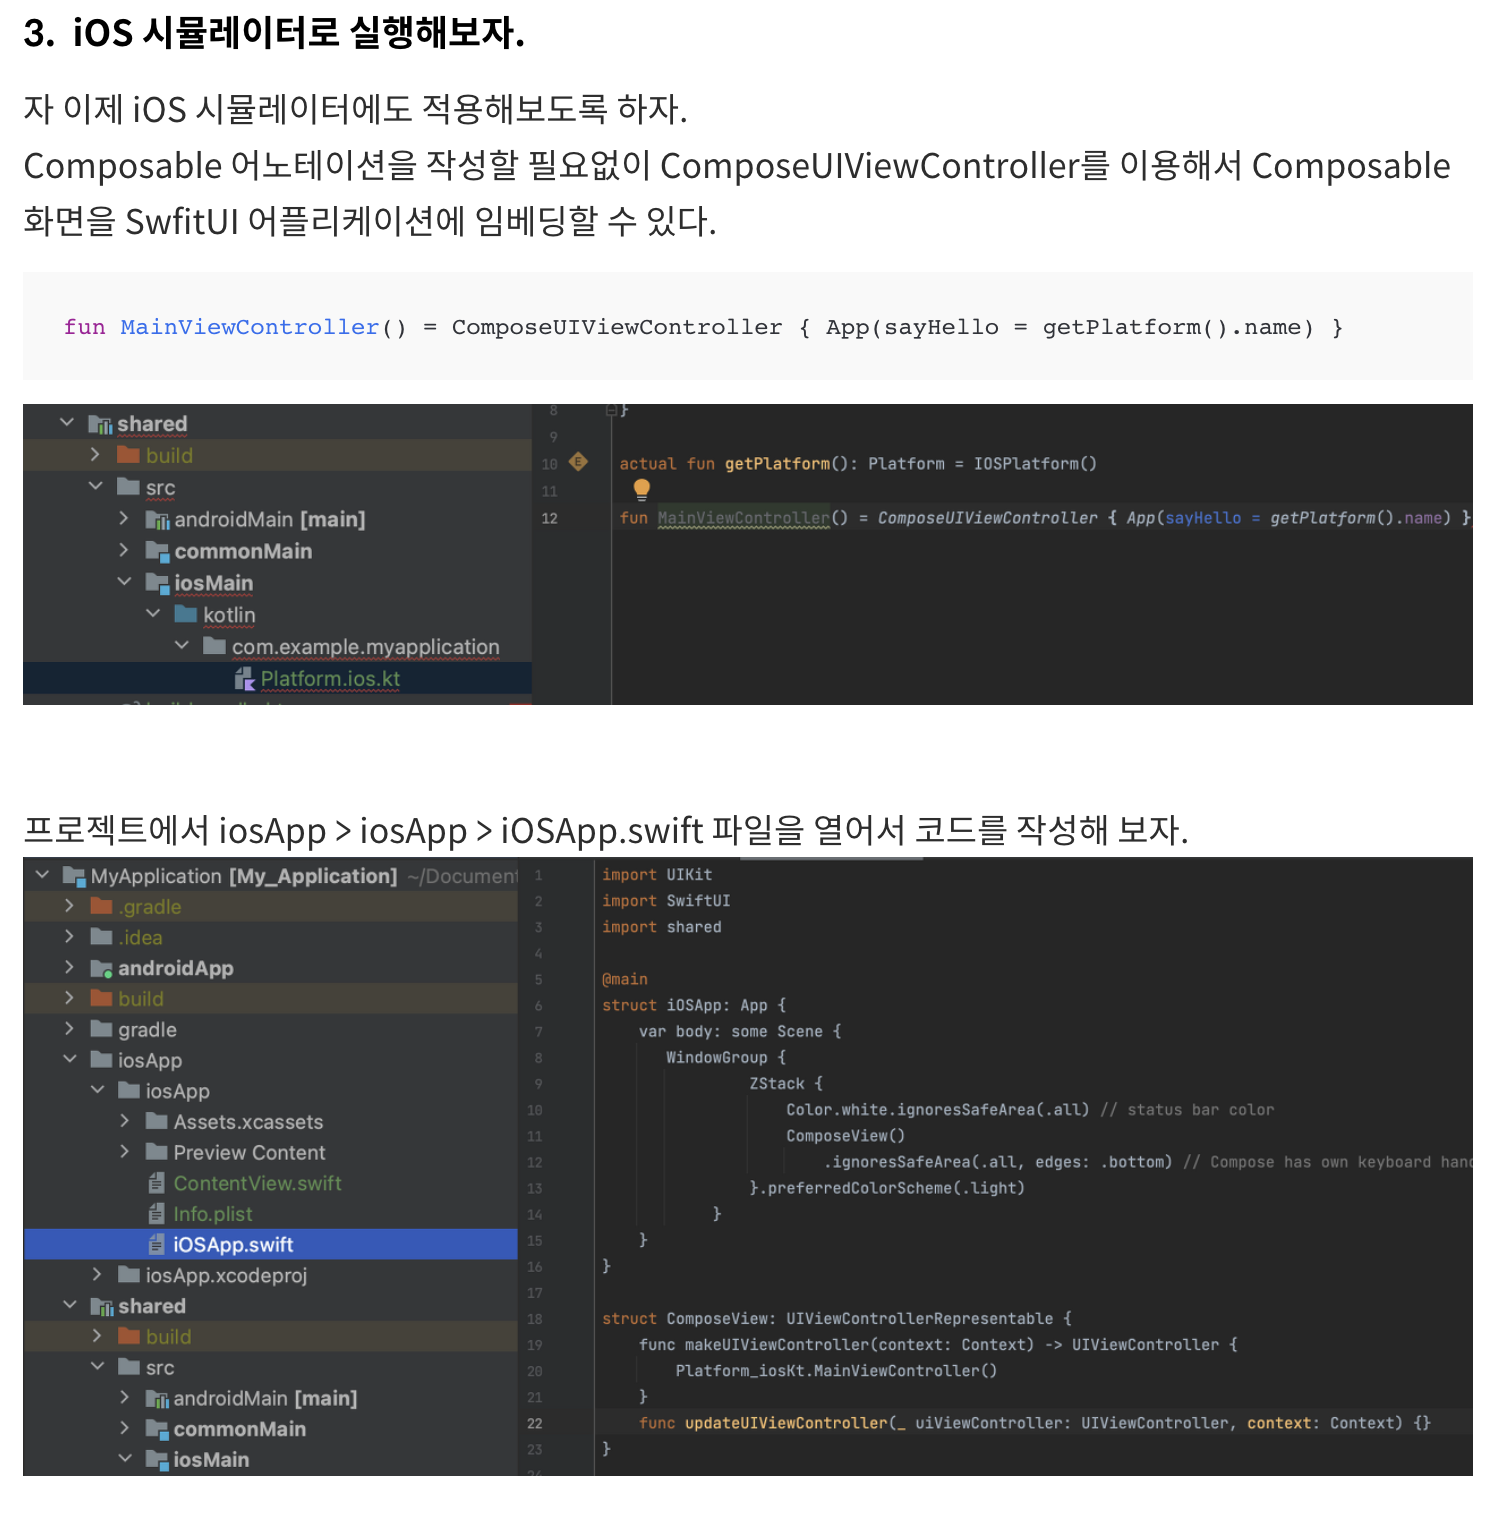 3. iOS 시뮬레이터로 실행해보자.
자 이제 iOS 시뮬레이터에도 적용해보도록 하자.
Composable 어노테이션을 작성할 필요없이 ComposeUIViewController를 이용해서 Composable
화면을 SwfitUI 어플리케이션에 임베딩할 수 있다.
fun MainViewController() = ComposeUIViewController { App(sayHello = getPlatform().name) }
shared
build
src
androidMain [main]
commonMain
iosMain
kotlin
com.example.myapplication
Platform.ios.kt
8 }
9
10 actual fun getPlatform(): Platform = IOSPlatform()
11
12 fun MainViewController() = ComposeUIViewController { App(sayHello = getPlatform().name) }
프로젝트에서 iosApp > iosApp > iOSApp.swift 파일을 열어서 코드를 작성해 보자.
MyApplication [My_Application] ~/Document
.gradle
.idea
androidApp
build
gradle
iosApp
iosApp
Assets.xcassets
Preview Content
ContentView.swift
Info.plist
iOSApp.swift
iosApp.xcodeproj
shared
build
src
androidMain [main]
commonMain
iosMain
1 import UIKit
2 import SwiftUI
3 import shared
4
5 @main
6 struct iOSApp: App {
7 var body: some Scene {
8 WindowGroup {
9 ZStack {
10 Color.white.ignoresSafeArea(.all) // status bar color
11 ComposeView()
12 .ignoresSafeArea(.all, edges: .bottom) // Compose has own keyboard
13 }.preferredColorScheme(.light)
14 }
15 }
16 }
17
18 struct ComposeView: UIViewControllerRepresentable {
19 func makeUIViewController(context: Context) -> UIViewController {
20 Platform_iosKt.MainViewController()
21 }
22 func updateUIViewController(_ uiViewController: UIViewController, context: Context) {}
23 }